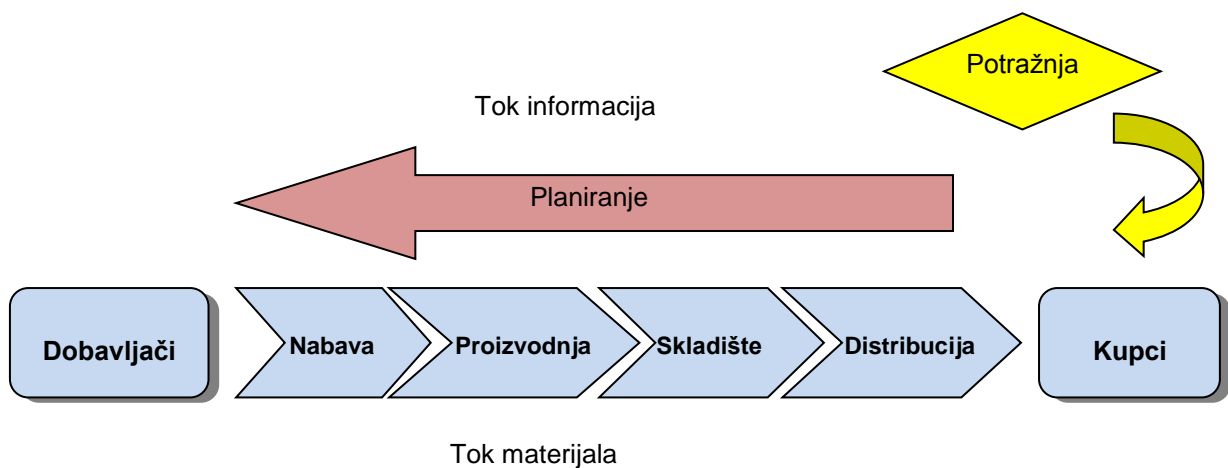 Potražnja
Tok informacija
Planiranje
Dobavljači
Nabava
Proizvodnja
Skladište
Distribucija
Kupci
Tok materijala